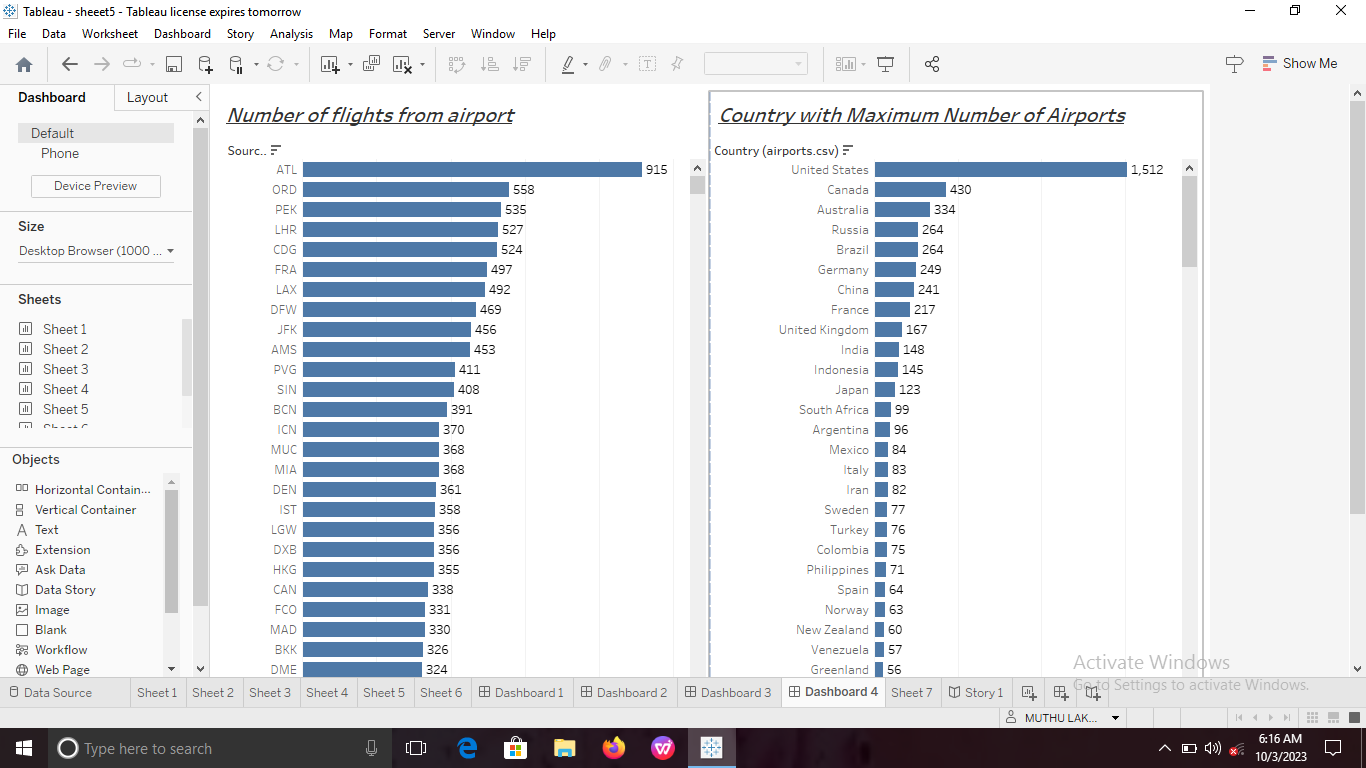 Tableau - sheeet5 - Tableau license expires tomorrow
File Data Worksheet Dashboard Story Analysis Map Format Server Window Help
Show Me
Dashboard Layout
Default
Phone
Device Preview
Size
Desktop Browser (1000 ...
Sheets
Sheet 1
Sheet 2
Sheet 3
Sheet 4
Sheet 5
Objects
Horizontal Contain...
Vertical Container
Text
Extension
Ask Data
Data Story
Image
Blank
Workflow
Web Page
Number of flights from airport
Sourc..
ATL 915
ORD 558
PEK 535
LHR 527
CDG 524
FRA 497
LAX 492
DFW 469
JFK 456
AMS 453
PVG 411
SIN 408
BCN 391
ICN 370
MUC 368
MIA 368
DEN 361
IST 358
LGW 356
DXB 356
HKG 355
CAN 338
FCO 331
MAD 330
BKK 326
DME 324
Country with Maximum Number of Airports
Country (airports.csv)
United States 1,512
Canada 430
Australia 334
Russia 264
Brazil 264
Germany 249
China 241
France 217
United Kingdom 167
India 148
Indonesia 145
Japan 123
South Africa 99
Argentina 96
Mexico 84
Italy 83
Iran 82
Sweden 77
Turkey 76
Colombia 75
Philippines 71
Spain 64
Norway 63
New Zealand 60
Venezuela 57
Greenland 56
Activate Windows
Go to Settings to activate Windows.
Data Source Sheet 1 Sheet 2 Sheet 3 Sheet 4 Sheet 5 Sheet 6 Dashboard 1 Dashboard 2 Dashboard 3 Dashboard 4 Sheet 7 Story 1
MUTHU LAK...
Type here to search
6:16 AM
10/3/2023